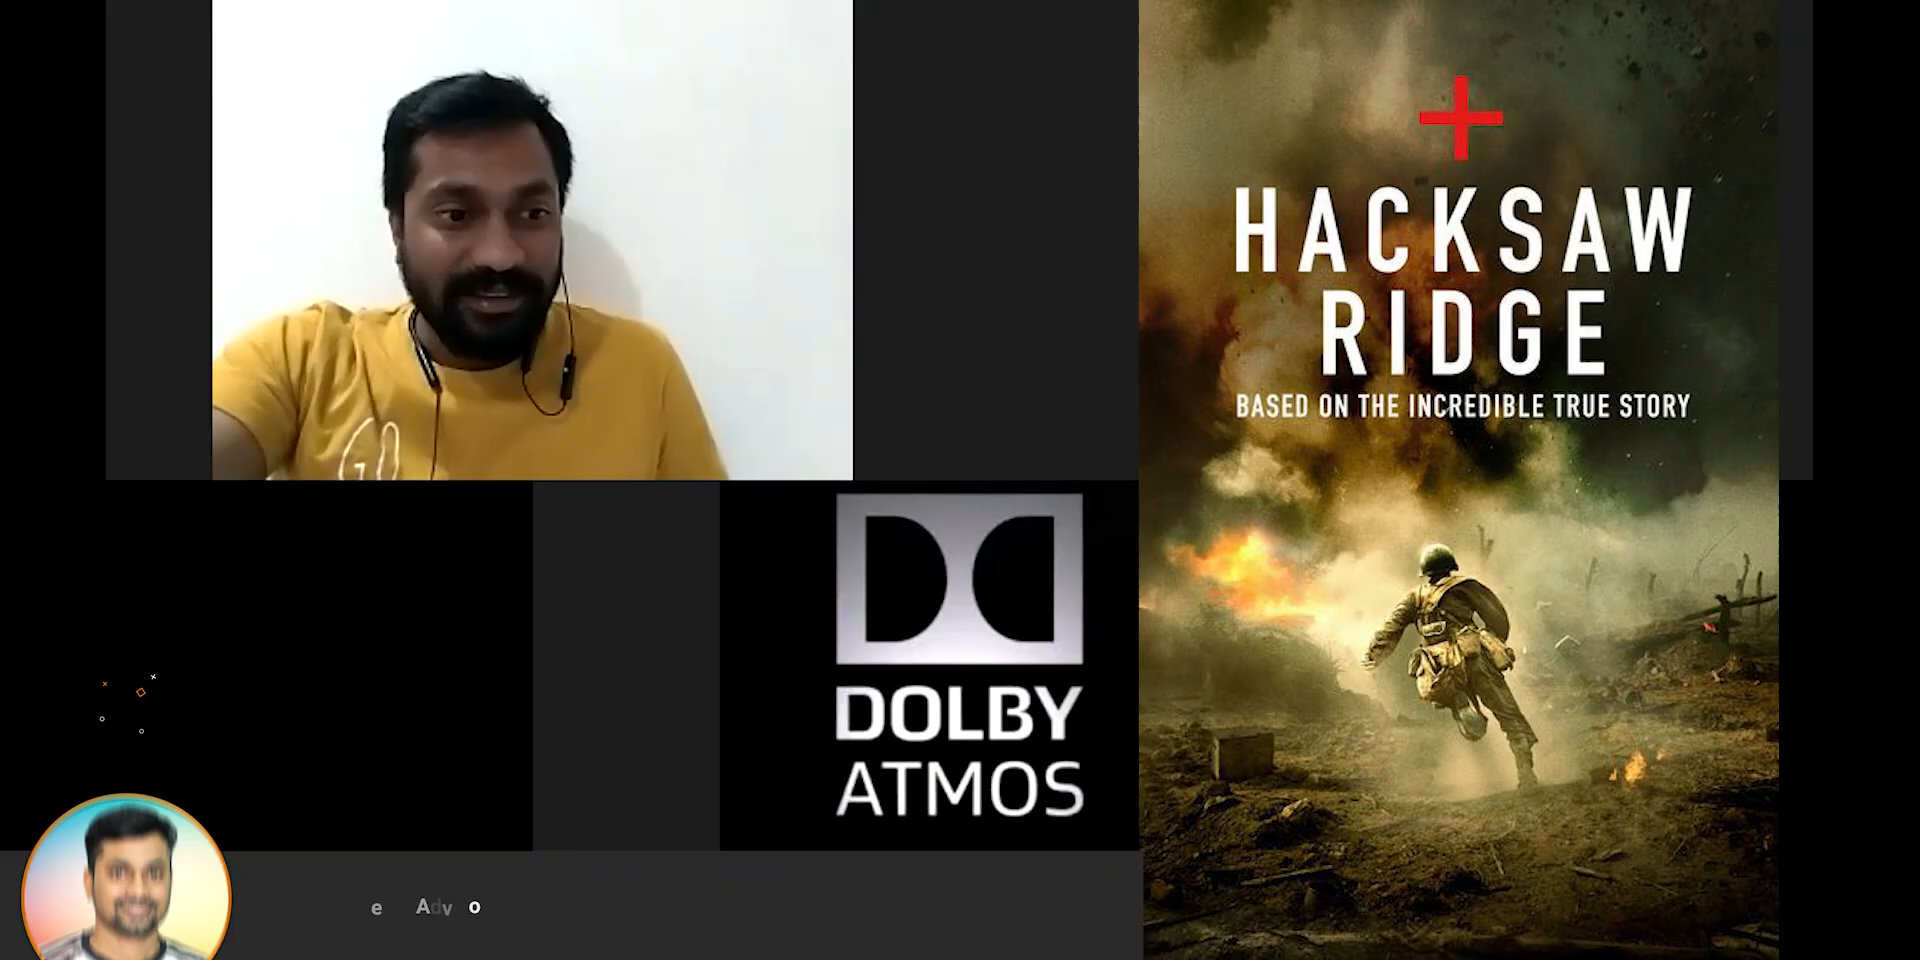 HACKSAW
RIDGE
BASED ON THE INCREDIBLE TRUE STORY
DOLBY
ATMOS